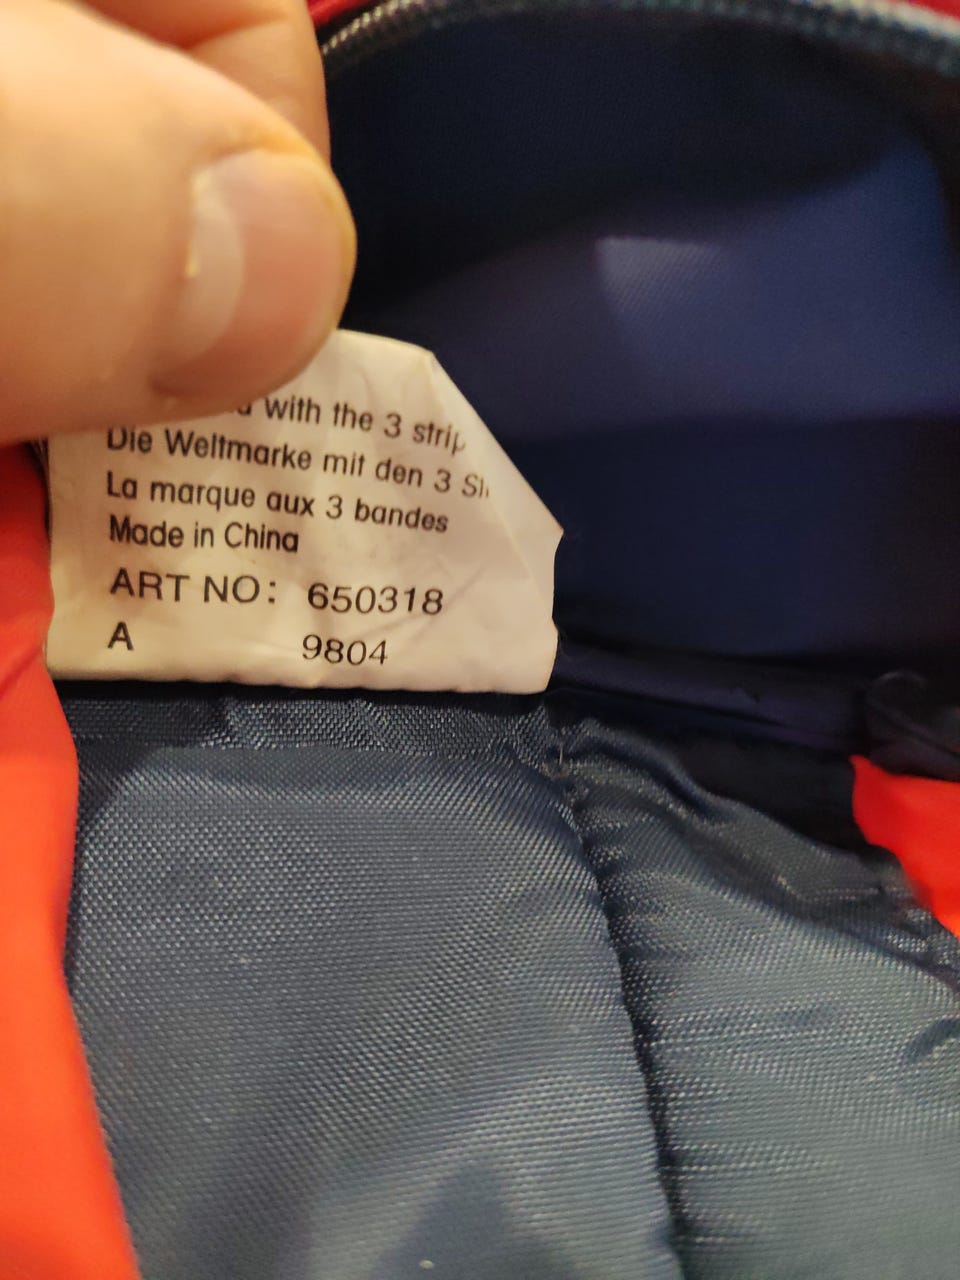 with the 3
Die Weltmarke mit den 3
La marque aux 3 bandes
Made in China
ART NO: 650318
A 9804